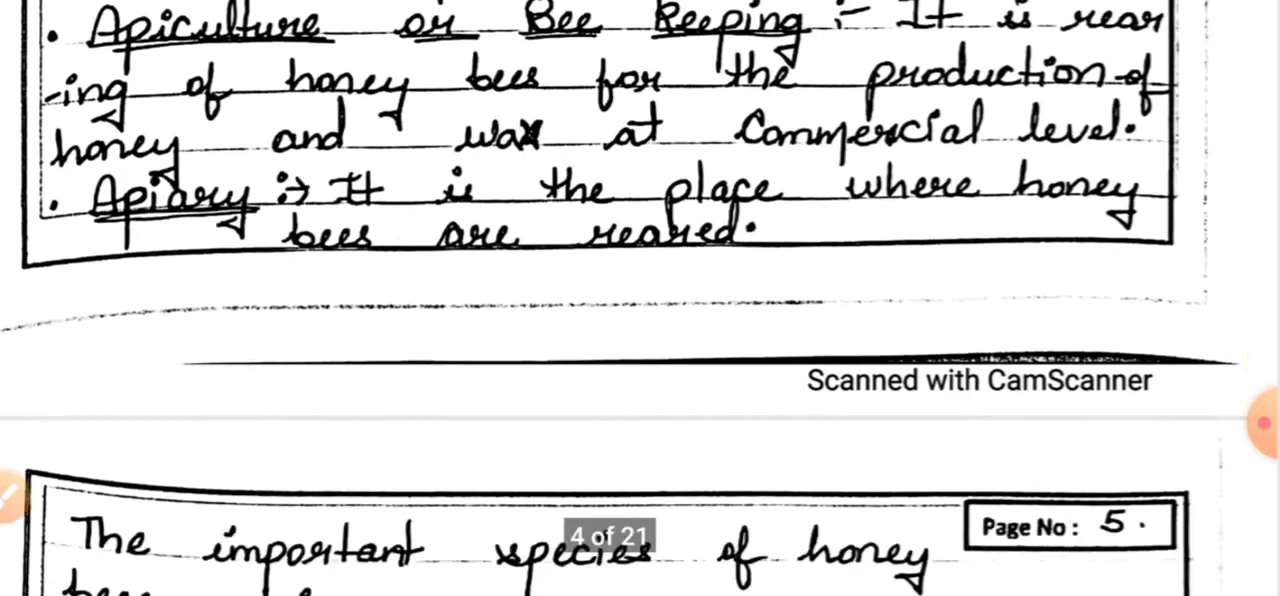 . Apiculture or Bee Keeping :- It is rear
-ing of honey bees for the production of
honey and wax at Commercial level.
. Apiary :-> It is the place where honey
bees are reared.
Scanned with CamScanner
Page No : 5 .
The important species of honey
4 of 21